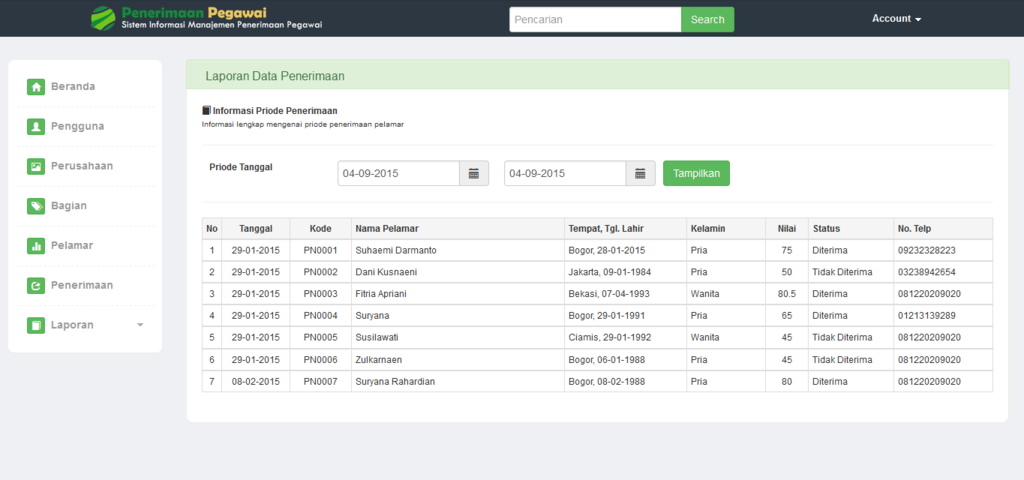 Penerimaan Pegawai
Sistem Informasi Manajemen Penerimaan Pegawai
Pencarian
Search
Account
Beranda
Pengguna
Perusahaan
Bagian
Pelamar
Penerimaan
Laporan
Laporan Data Penerimaan
Informasi Priode Penerimaan
Informasi lengkap mengenai priode penerimaan pelamar
Priode Tanggal 04-09-2015 04-09-2015 Tampilkan
No Tanggal Kode Nama Pelamar Tempat, Tgl. Lahir Kelamin Nilai Status No. Telp
1 29-01-2015 PN0001 Suhaemi Darmanto Bogor, 28-01-2015 Pria 75 Diterima 09232328223
2 29-01-2015 PN0002 Dani Kusnaeni Jakarta, 09-01-1984 Pria 50 Tidak Diterima 03238942654
3 29-01-2015 PN0003 Fitria Apriani Bekasi, 07-04-1993 Wanita 80.5 Diterima 081220209020
4 29-01-2015 PN0004 Suryana Bogor, 29-01-1991 Pria 65 Diterima 01213139289
5 29-01-2015 PN0005 Susilawati Ciamis, 29-01-1992 Wanita 45 Tidak Diterima 081220209020
6 29-01-2015 PN0006 Zulkarnaen Bogor, 06-01-1988 Pria 45 Tidak Diterima 081220209020
7 08-02-2015 PN0007 Suryana Rahardian Bogor, 08-02-1988 Pria 80 Diterima 081220209020